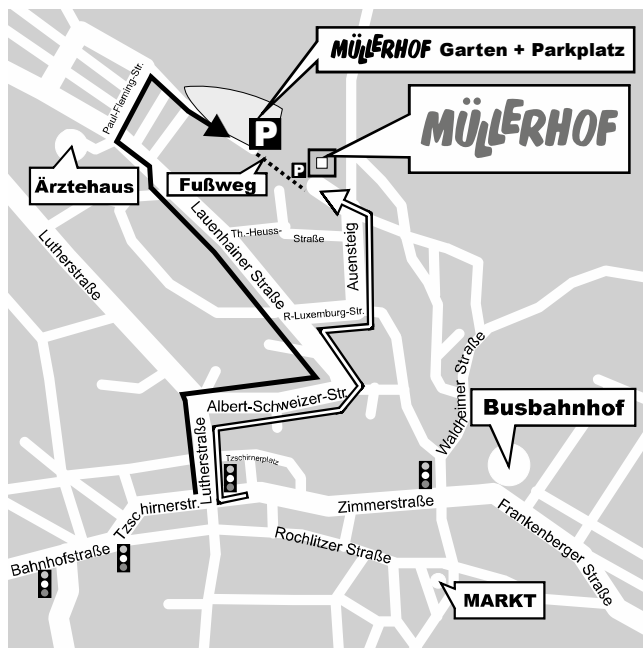 MÜLLERHOF Garten + Parkplatz
P
MÜLLERHOF
P
Paul-Fleming-Str.
Ärztehaus
Fußweg
Lauenhainer Straße
Th.-Heuss-
Straße
Auensteig
Lutherstraße
R-Luxemburg-Str.
Waldheimer Straße
Albert-Schweizer-Str.
Busbahnhof
Lutherstraße
Tzschirnerplatz
Tzschirnerstr.
Zimmerstraße
Frankenberger Straße
Rochlitzer Straße
Bahnhofstraße
MARKT